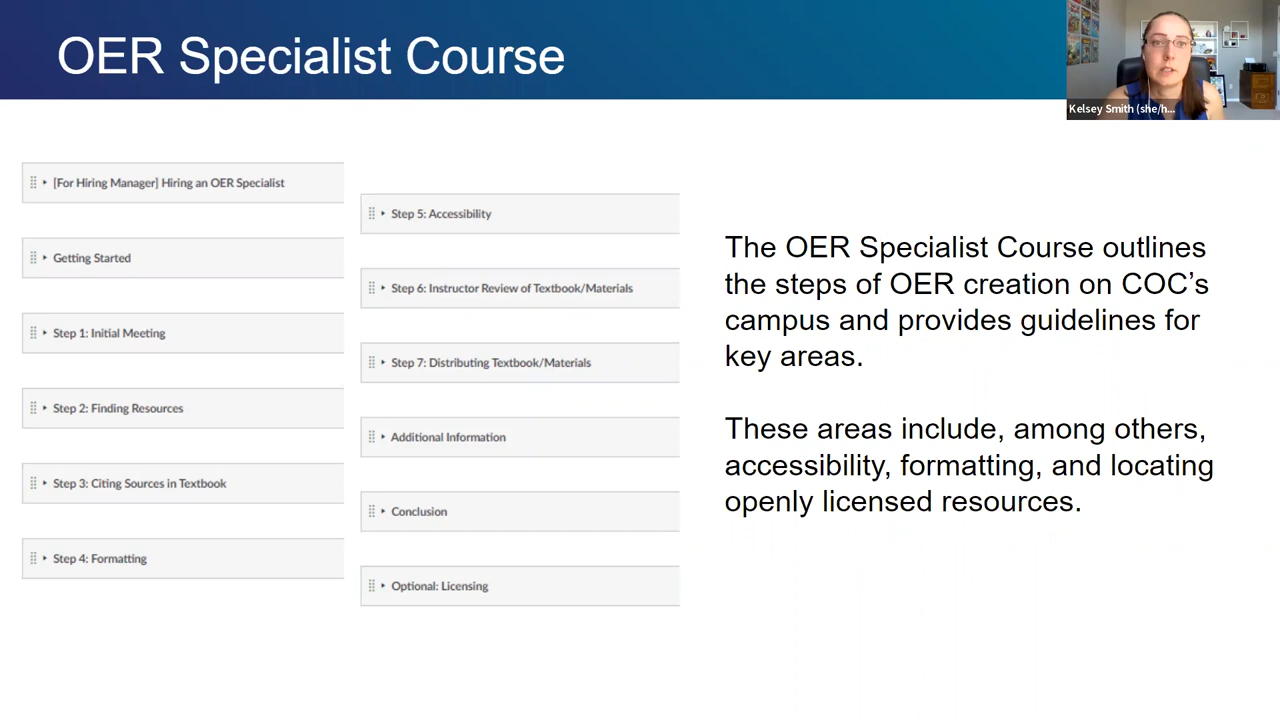 OER Specialist Course
Kelsey Smith (she/h...
[For Hiring Manager] Hiring an OER Specialist
Getting Started
Step 1: Initial Meeting
Step 2: Finding Resources
Step 3: Citing Sources in Textbook
Step 4: Formatting
Step 5: Accessibility
Step 6: Instructor Review of Textbook/Materials
Step 7: Distributing Textbook/Materials
Additional Information
Conclusion
Optional: Licensing
The OER Specialist Course outlines
the steps of OER creation on COC’s
campus and provides guidelines for
key areas.
These areas include, among others,
accessibility, formatting, and locating
openly licensed resources.